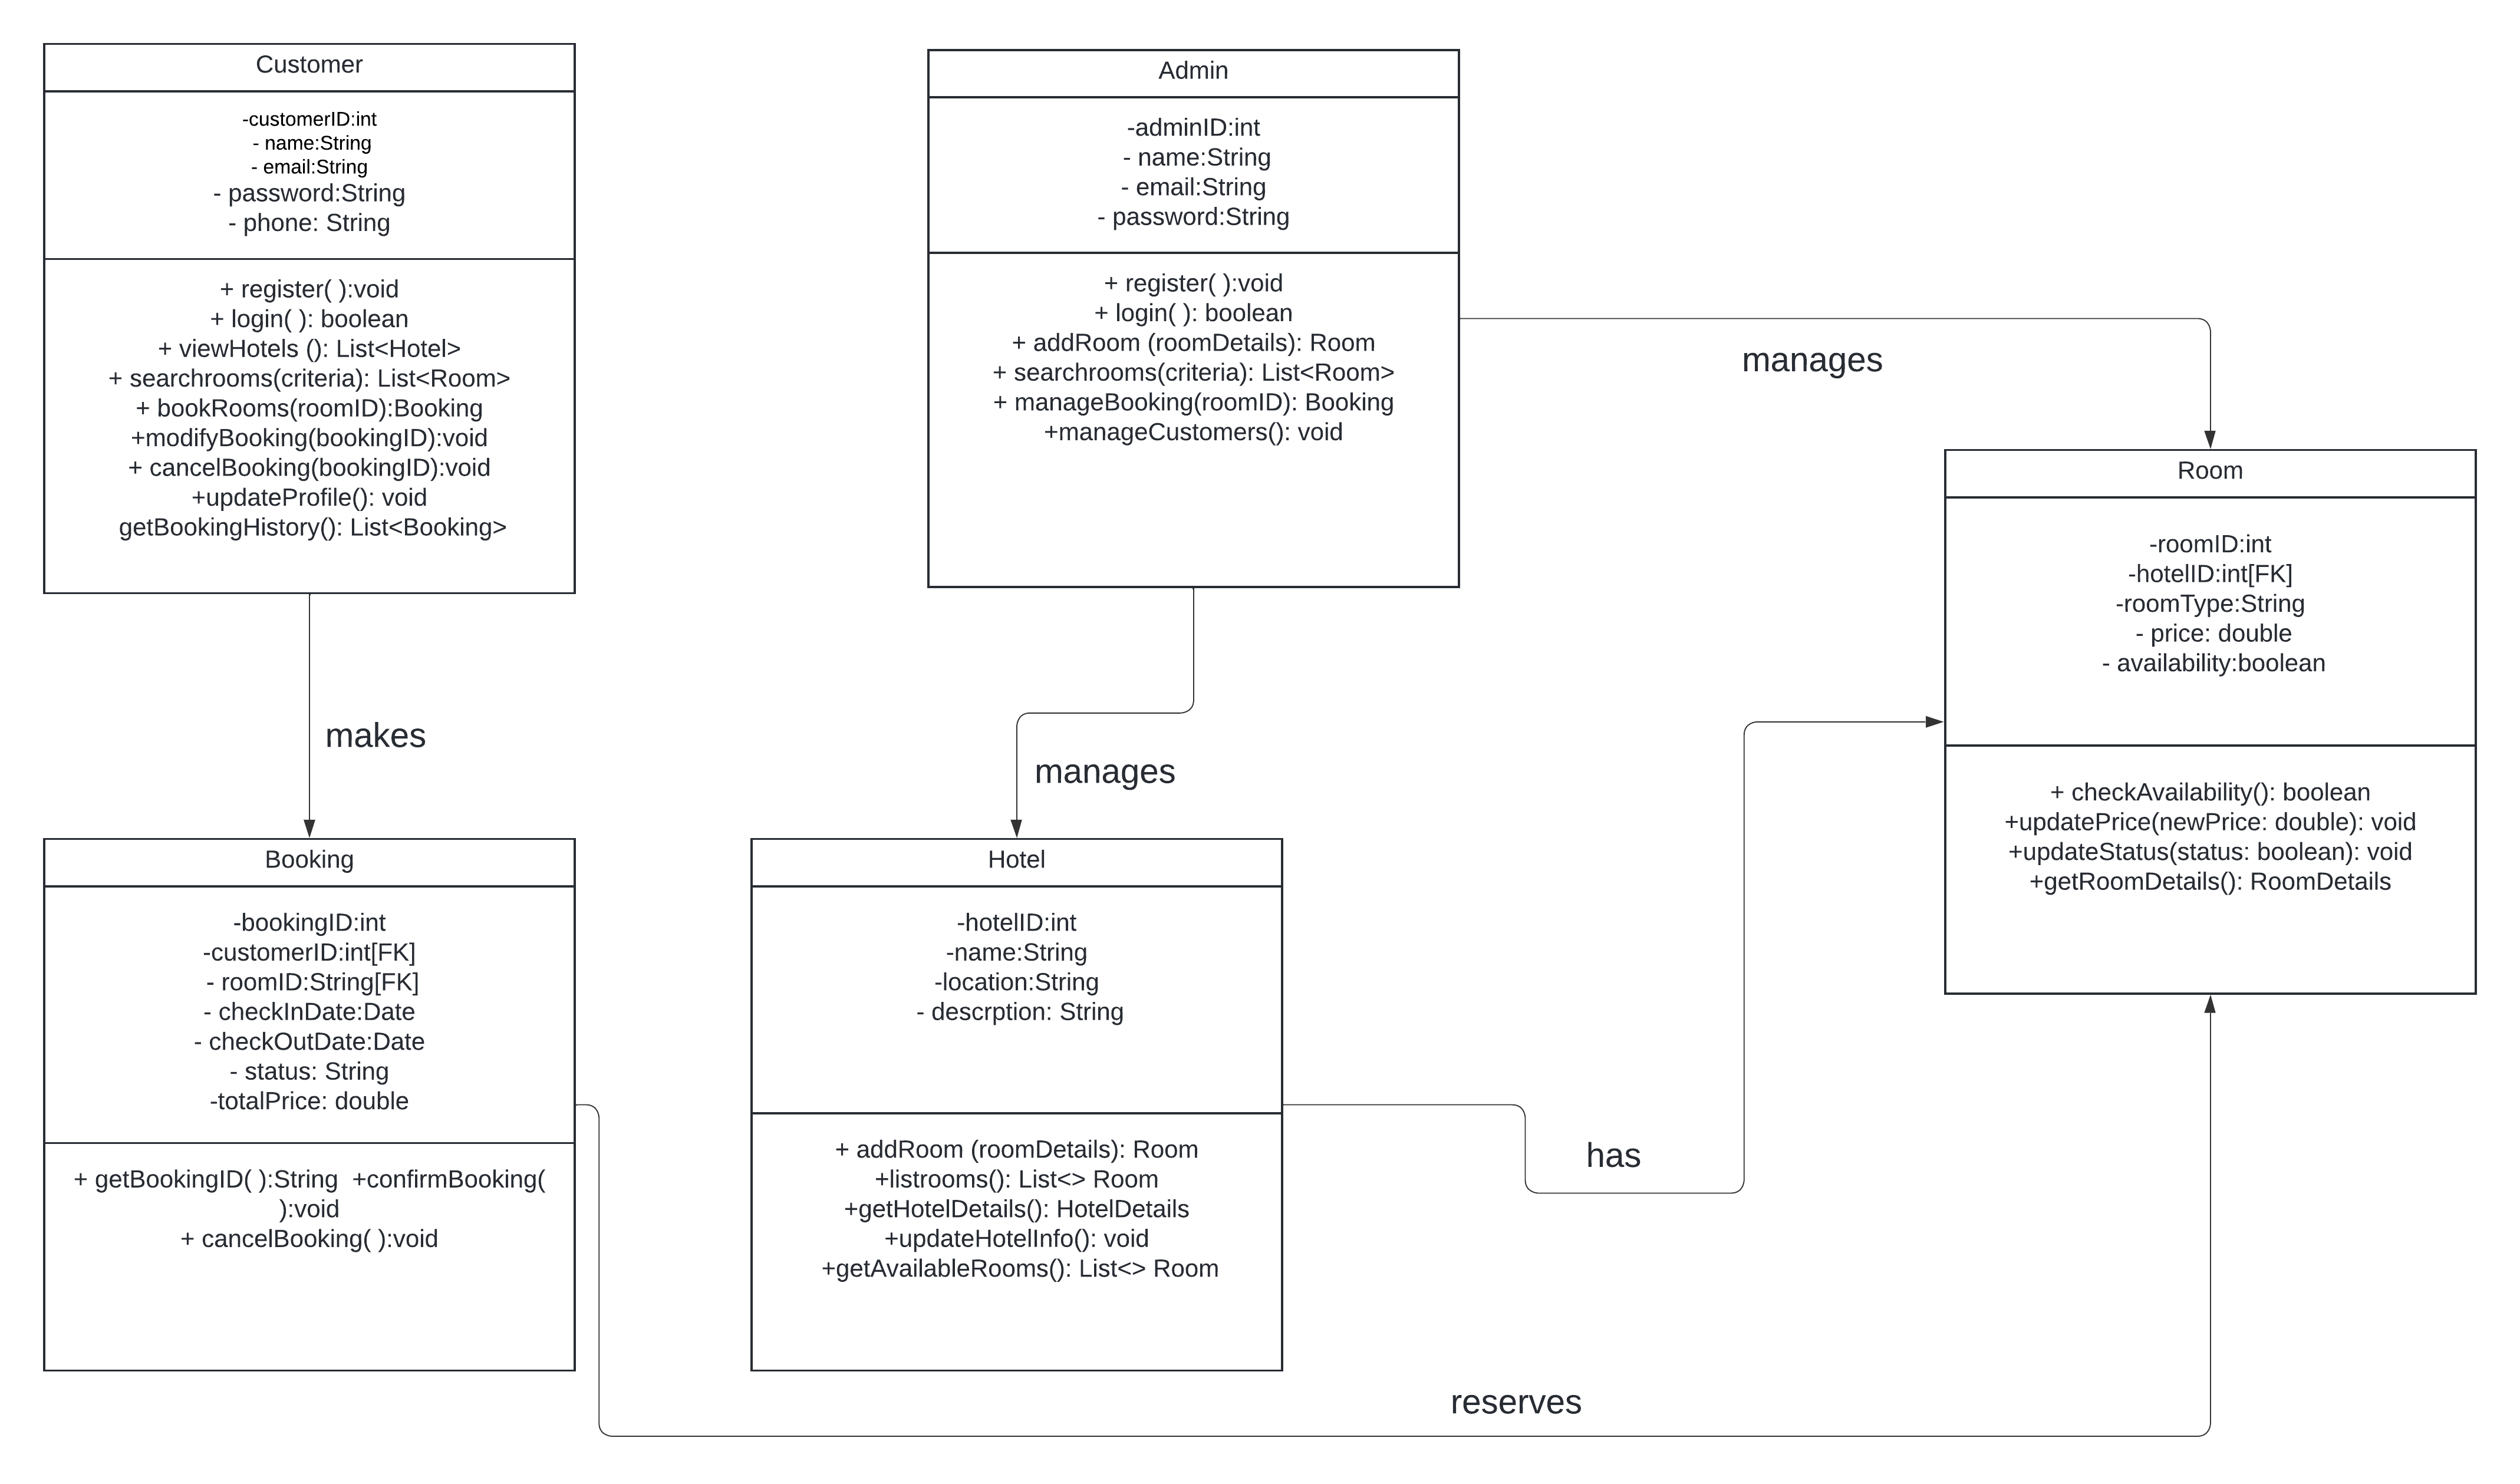 Customer
-customerID:int
- name:String
- email:String
- password:String
- phone: String
+ register( ):void
+ login( ): boolean
+ viewHotels (): List<Hotel>
+ searchrooms(criteria): List<Room>
+ bookRooms(roomID):Booking
+modifyBooking(bookingID):void
+ cancelBooking(bookingID):void
+updateProfile(): void
getBookingHistory(): List<Booking>
Admin
-adminID:int
- name:String
- email:String
- password:String
+ register( ):void
+ login( ): boolean
+ addRoom (roomDetails): Room
+ searchrooms(criteria): List<Room>
+ manageBooking(roomID): Booking
+manageCustomers(): void
manages
Room
-roomID:int
-hotelID:int[FK]
-roomType:String
- price: double
- availability:boolean
+ checkAvailability(): boolean
+updatePrice(newPrice: double): void
+updateStatus(status: boolean): void
+getRoomDetails(): RoomDetails
makes
manages
Booking
-bookingID:int
-customerID:int[FK]
- roomID:String[FK]
- checkInDate:Date
- checkOutDate:Date
- status: String
-totalPrice: double
+ getBookingID( ):String  +confirmBooking(
):void
+ cancelBooking( ):void
Hotel
-hotelID:int
-name:String
-location:String
- descrption: String
+ addRoom (roomDetails): Room
+listrooms(): List<> Room
+getHotelDetails(): HotelDetails
+updateHotelInfo(): void
+getAvailableRooms(): List<> Room
has
reserves